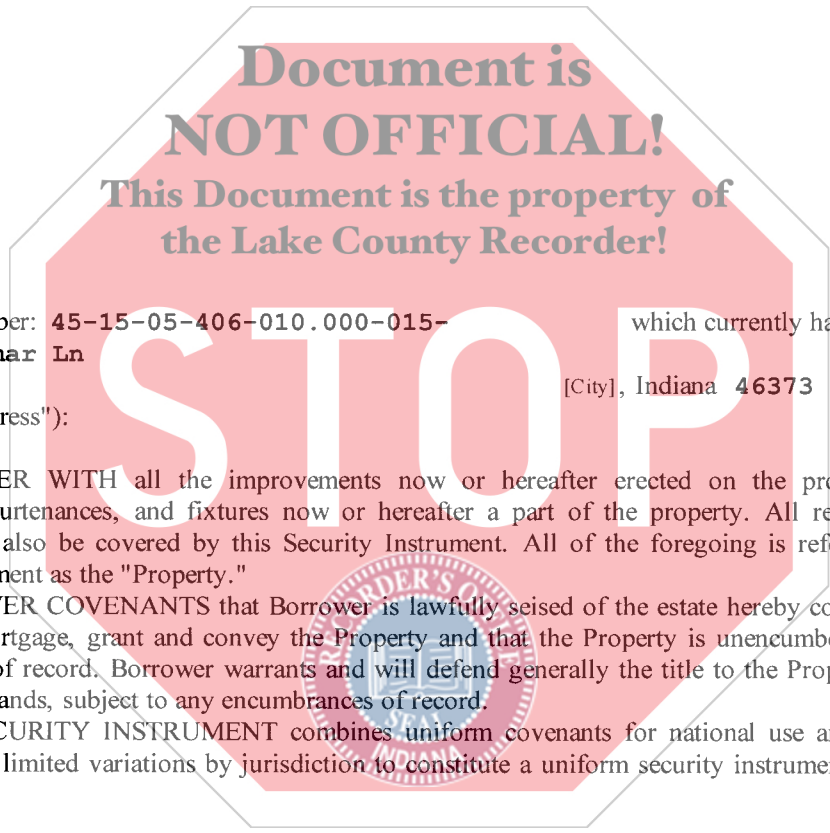 Document is
NOT OFFICIAL!
This Document is the property of
the Lake County Recorder!
STOP
ber: 45-15-05-406-010.000-015- which currently ha
nar Ln
[City], Indiana 46373
ress"):
ER WITH all the improvements now or hereafter erected on the pro
urtenances, and fixtures now or hereafter a part of the property. All re
also be covered by this Security Instrument. All of the foregoing is refe
ment as the "Property."
VER COVENANTS that Borrower is lawfully seised of the estate hereby co
rtgage, grant and convey the Property and that the Property is unencumbe
of record. Borrower warrants and will defend generally the title to the Prop
ands, subject to any encumbrances of record.
CURITY INSTRUMENT combines uniform covenants for national use an
limited variations by jurisdiction to constitute a uniform security instrumen
RECORDER'S OFFICE
SEAL
INDIANA